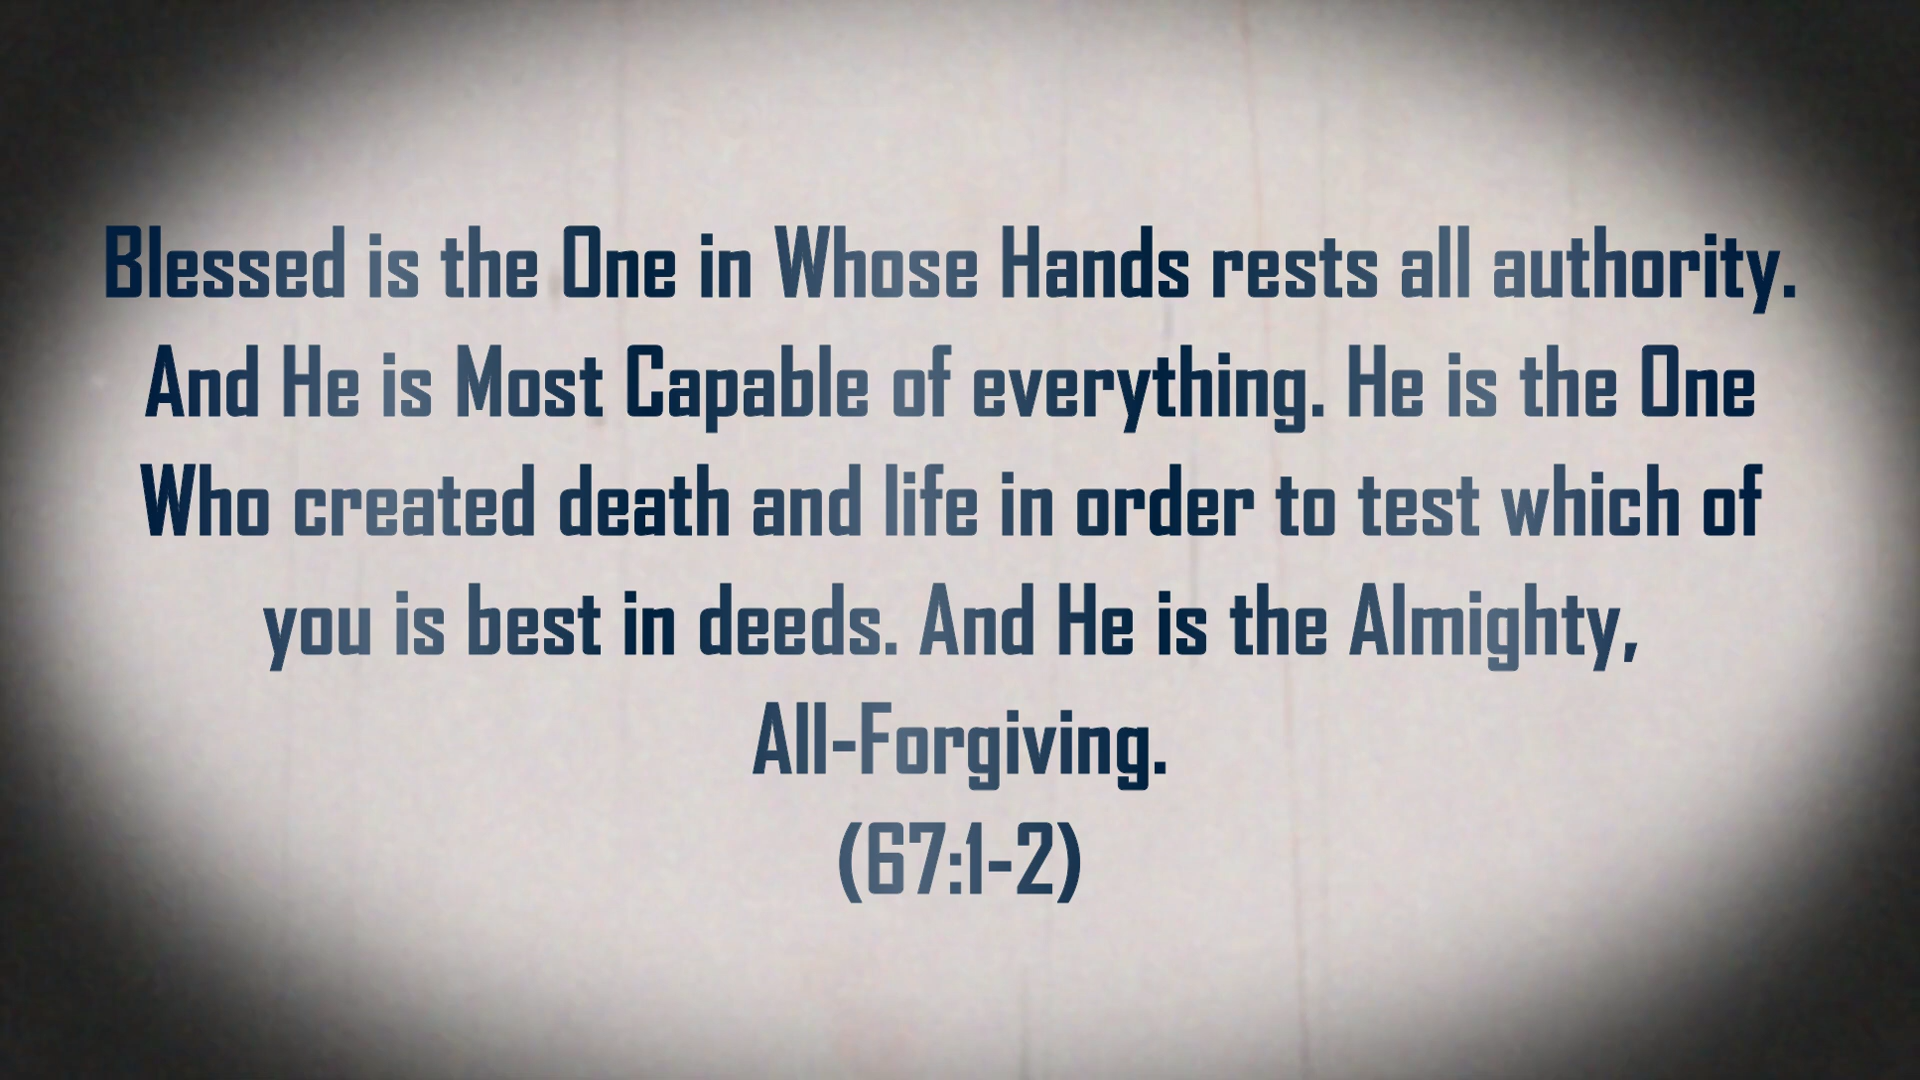 Blessed is the One in Whose Hands rests all authority.
And He is Most Capable of everything. He is the One
Who created death and life in order to test which of
you is best in deeds. And He is the Almighty,
All-Forgiving.
(67:1-2)